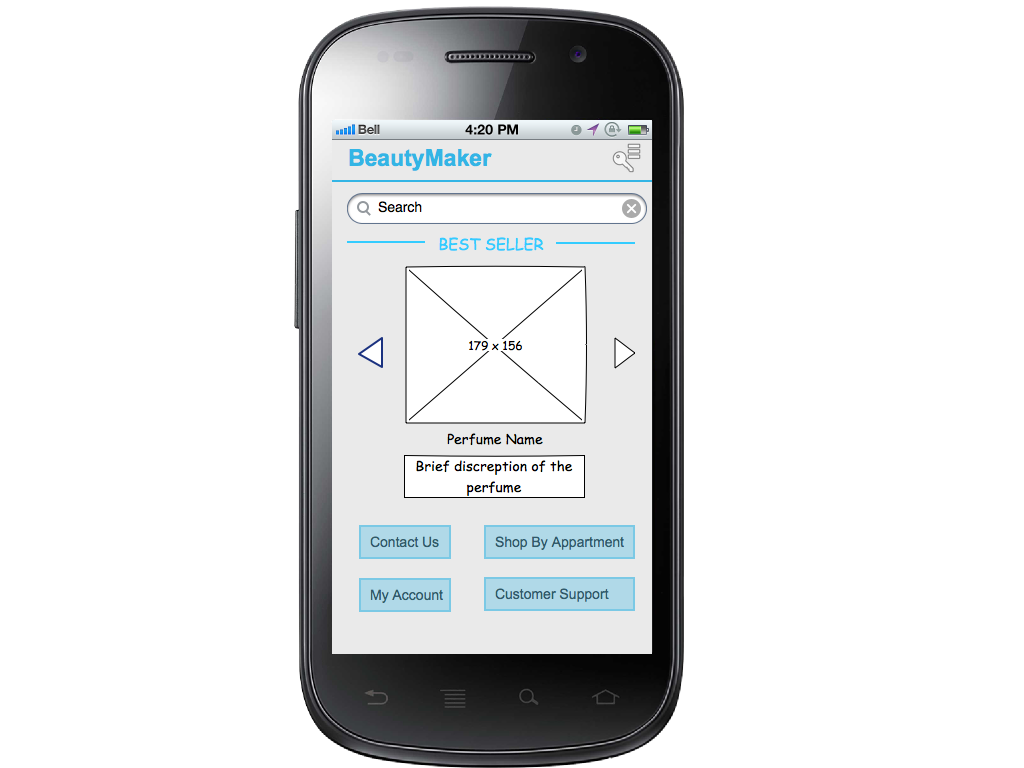 Bell 4:20 PM
BeautyMaker
Search
BEST SELLER
179 x 156
Perfume Name
Brief discreption of the
perfume
Contact Us Shop By Appartment
My Account Customer Support